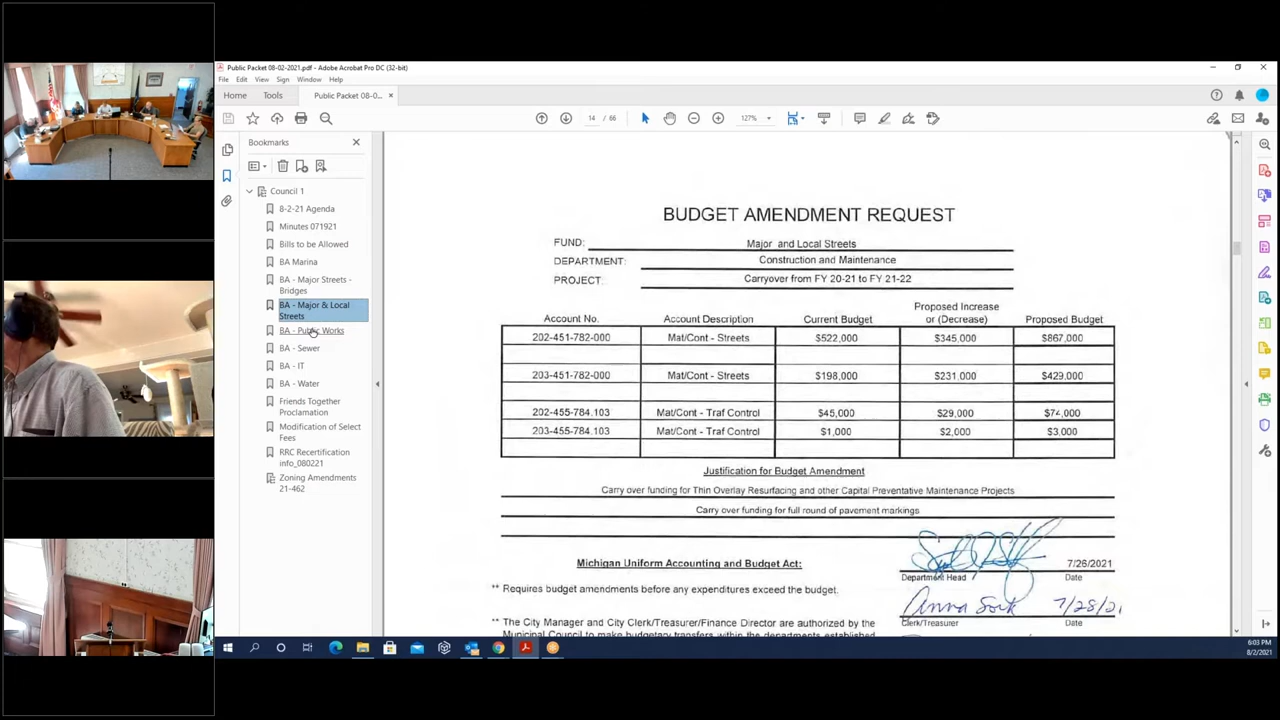 Public Packet 08-02-2021.pdf - Adobe Acrobat Pro DC (32-bit)
File Edit View Sign Window Help
Home Tools Public Packet 08-0... ×
14 / 66 127%
Bookmarks
Council 1
8-2-21 Agenda
Minutes 071921
Bills to be Allowed
BA Marina
BA - Major Streets -
Bridges
BA - Major & Local
Streets
BA - Public Works
BA - Sewer
BA - IT
BA - Water
Friends Together
Proclamation
Modification of Select
Fees
RRC Recertification
info_080221
Zoning Amendments
21-462
BUDGET AMENDMENT REQUEST
FUND: Major and Local Streets
DEPARTMENT: Construction and Maintenance
PROJECT: Carryover from FY 20-21 to FY 21-22
Account No. Account Description Current Budget Proposed Increase or (Decrease) Proposed Budget
202-451-782-000 Mat/Cont - Streets $522,000 $345,000 $867,000
203-451-782-000 Mat/Cont - Streets $198,000 $231,000 $429,000
202-455-784.103 Mat/Cont - Traf Control $45,000 $29,000 $74,000
203-455-784.103 Mat/Cont - Traf Control $1,000 $2,000 $3,000
Justification for Budget Amendment
Carry over funding for Thin Overlay Resurfacing and other Capital Preventative Maintenance Projects
Carry over funding for full round of pavement markings
Michigan Uniform Accounting and Budget Act:
7/26/2021
Department Head Date
** Requires budget amendments before any expenditures exceed the budget.
7/28/21
Clerk/Treasurer Date
** The City Manager and City Clerk/Treasurer/Finance Director are authorized by the
Municipal Council to make budgetary transfers within the departments established
6:03 PM
8/2/2021